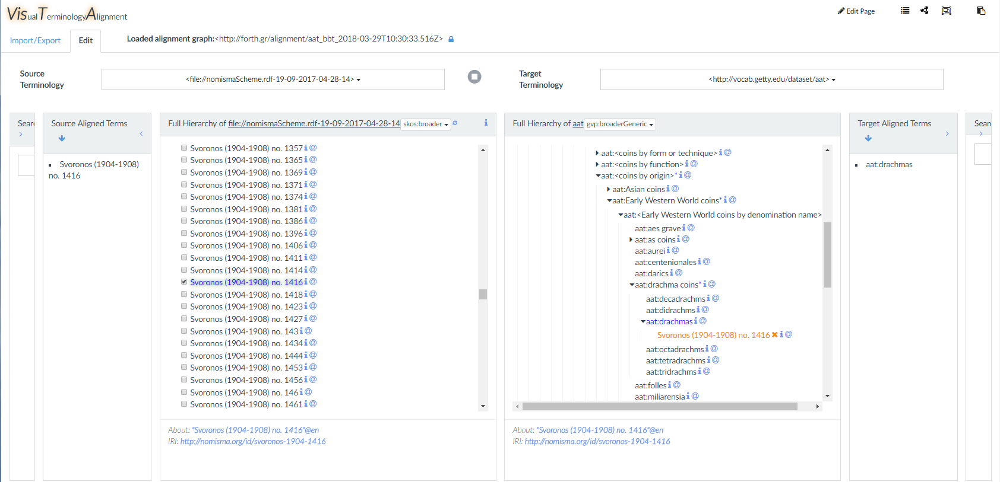 VisualTerminologyAlignment
Edit Page
Import/Export
Edit
Loaded alignment graph:<http://forth.gr/alignment/aat_bbt_2018-03-29T10:30:33.516Z>
Source
Terminology
<file://nomismaScheme.rdf-19-09-2017-04-28-14>
Target
Terminology
<http://vocab.getty.edu/dataset/aat>
Sear
Source Aligned Terms
Svoronos (1904-1908)
no. 1416
Full Hierarchy of file://nomismaScheme.rdf-19-09-2017-04-28-14 skos:broader
Svoronos (1904-1908) no. 1357
Svoronos (1904-1908) no. 1365
Svoronos (1904-1908) no. 1369
Svoronos (1904-1908) no. 1371
Svoronos (1904-1908) no. 1374
Svoronos (1904-1908) no. 1381
Svoronos (1904-1908) no. 1386
Svoronos (1904-1908) no. 1396
Svoronos (1904-1908) no. 1406
Svoronos (1904-1908) no. 1411
Svoronos (1904-1908) no. 1414
Svoronos (1904-1908) no. 1416
Svoronos (1904-1908) no. 1418
Svoronos (1904-1908) no. 1423
Svoronos (1904-1908) no. 1427
Svoronos (1904-1908) no. 143
Svoronos (1904-1908) no. 1434
Svoronos (1904-1908) no. 1444
Svoronos (1904-1908) no. 1453
Svoronos (1904-1908) no. 1456
Svoronos (1904-1908) no. 146
Svoronos (1904-1908) no. 1461
About: "Svoronos (1904-1908) no. 1416"@en
IRI: http://nomisma.org/id/svoronos-1904-1416
Full Hierarchy of aat gvp:broaderGeneric
aat:<coins by form or technique>
aat:<coins by function>
aat:<coins by origin>*
aat:Asian coins
aat:Early Western World coins*
aat:<Early Western World coins by denomination name>
aat:aes grave
aat:as coins
aat:aurei
aat:centenionales
aat:darics
aat:drachma coins*
aat:decadrachms
aat:didrachms
aat:drachmas
Svoronos (1904-1908) no. 1416
aat:octadrachms
aat:tetradrachms
aat:tridrachms
aat:folles
aat:miliarensia
About: "Svoronos (1904-1908) no. 1416"@en
IRI: http://nomisma.org/id/svoronos-1904-1416
Target Aligned Terms
aat:drachmas
Searc